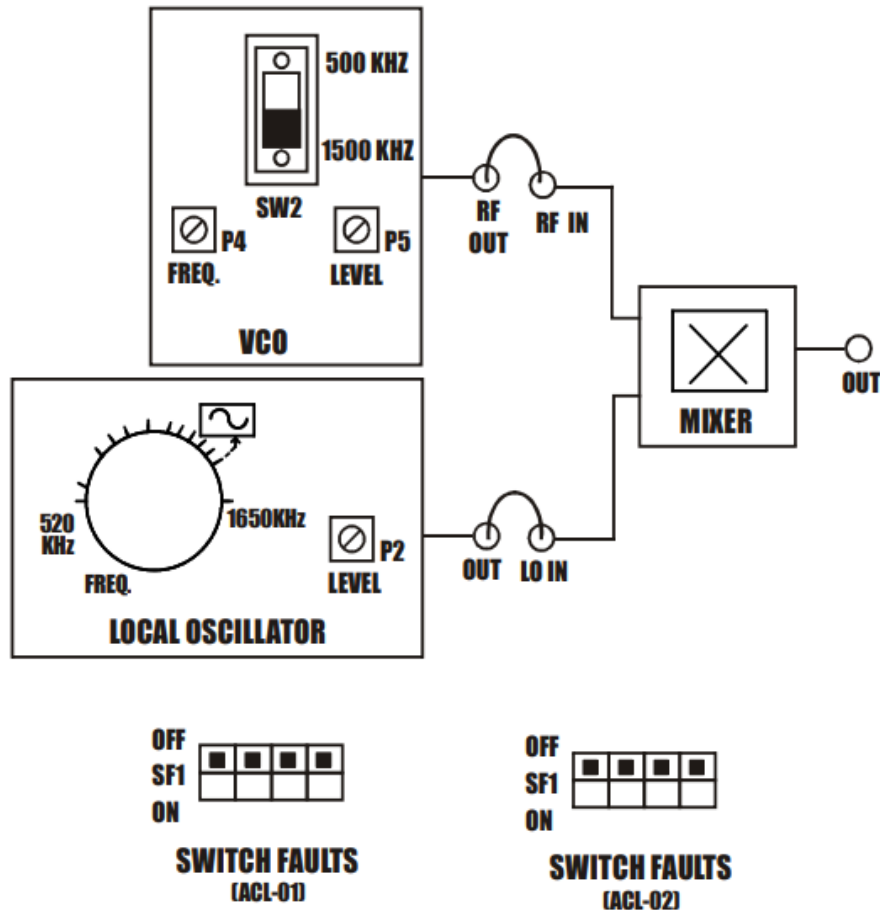 500 KHZ
1500 KHZ
SW2
P4
FREQ.
P5
LEVEL
VCO
RF
OUT
RF IN
MIXER
OUT
520
KHz
1650KHz
FREQ.
P2
LEVEL
LOCAL OSCILLATOR
OUT
LO IN
OFF
SF1
ON
SWITCH FAULTS
(ACL-01)
OFF
SF1
ON
SWITCH FAULTS
(ACL-02)